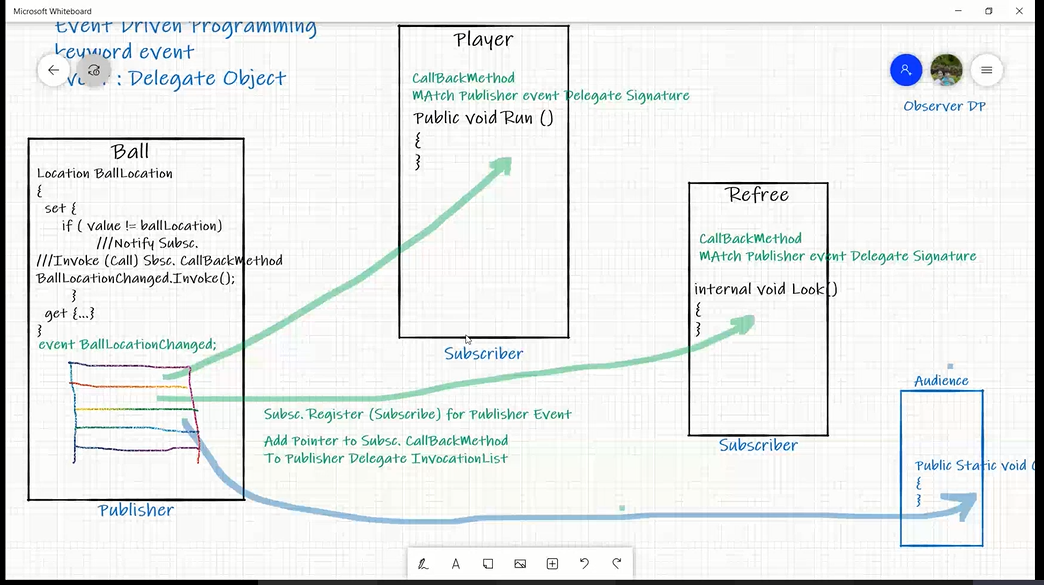 Microsoft Whiteboard
Event Driven Programming
keyword event
: Delegate Object
Observer DP
Player
CallBackMethod
MAtch Publisher event Delegate Signature
Public void Run ()
{
}
Subscriber
Ball
Location BallLocation
{
set {
if ( value != ballLocation)
///Notify Subsc.
///Invoke (Call) Sbsc. CallBackMethod
BallLocationChanged.Invoke();
}
get {...}
}
event BallLocationChanged;
Publisher
Refree
CallBackMethod
MAtch Publisher event Delegate Signature
internal void Look()
{
}
Subscriber
Subsc. Register (Subscribe) for Publisher Event
Add Pointer to Subsc. CallBackMethod
To Publisher Delegate InvocationList
Audience
Public Static void
{
}